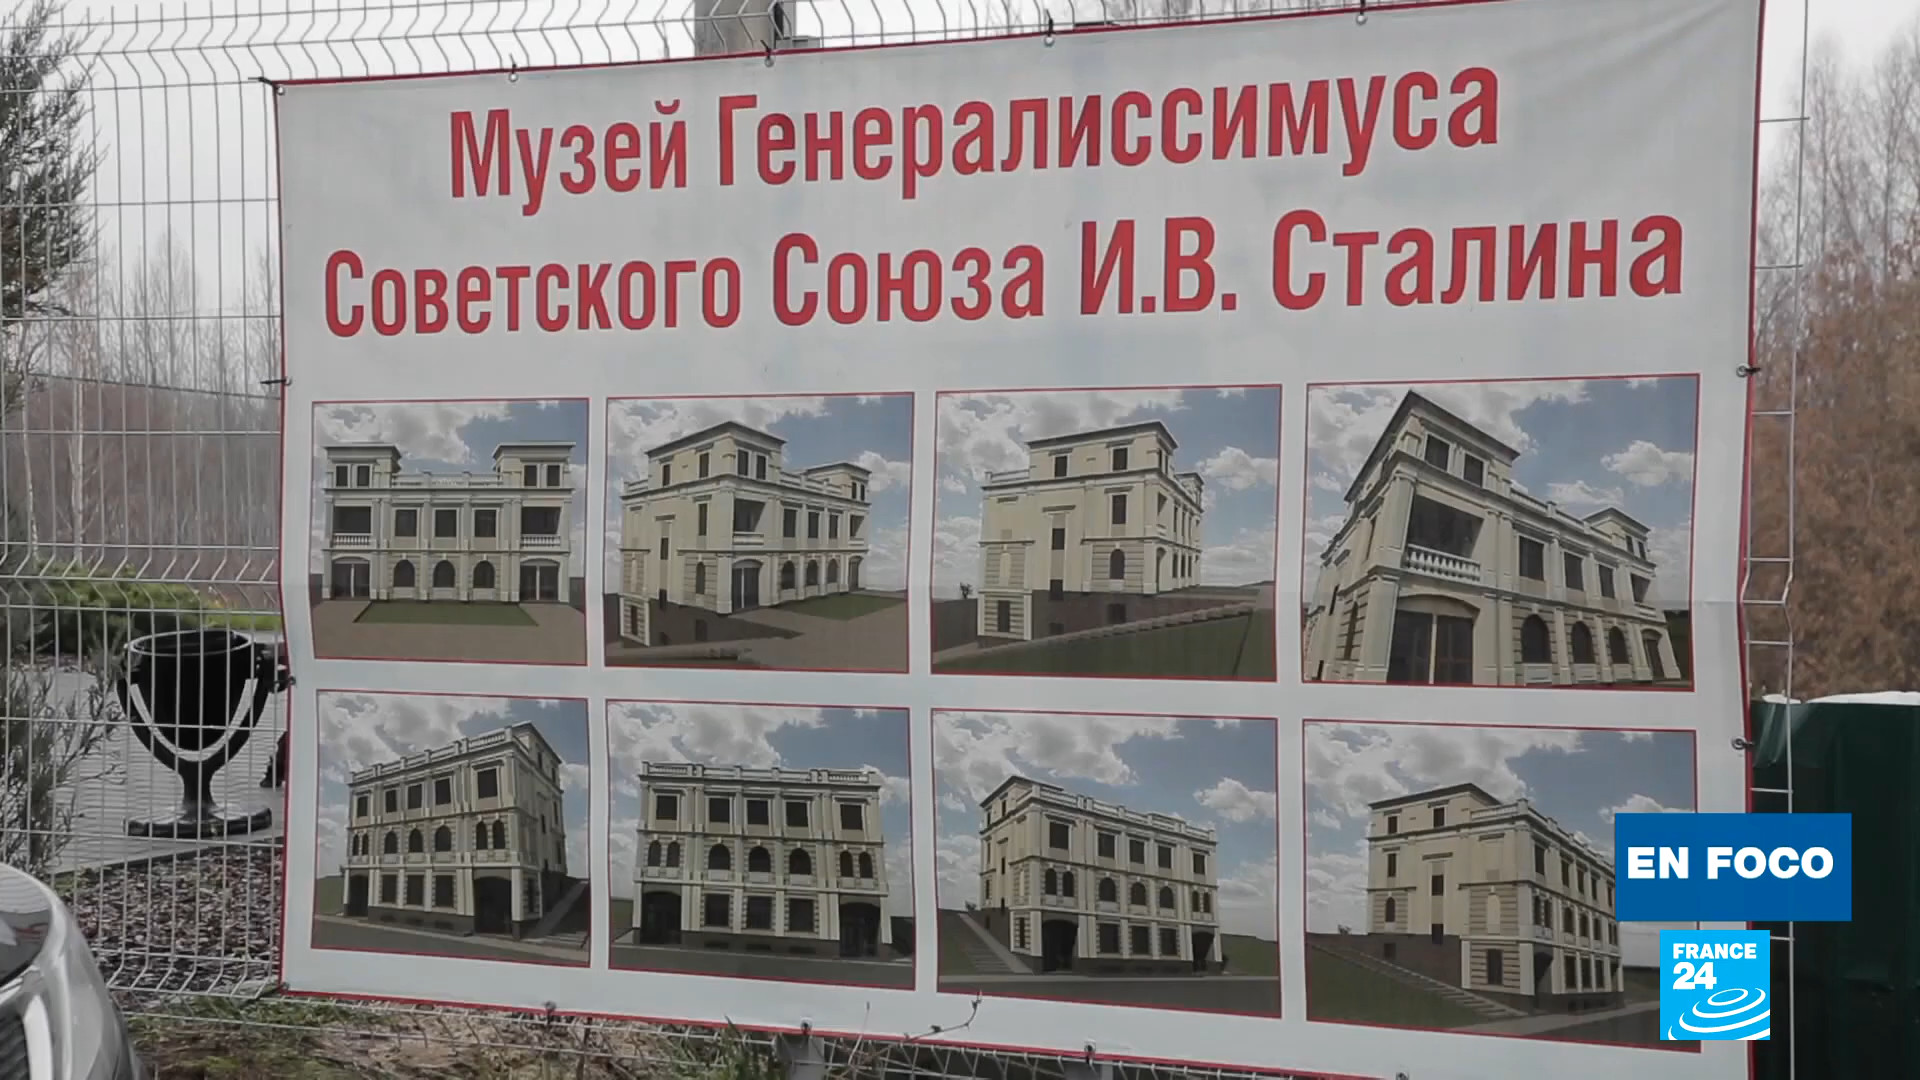 Музей Генералиссимуса
Советского Союза И.В. Сталина
EN FOCO
FRANCE
24